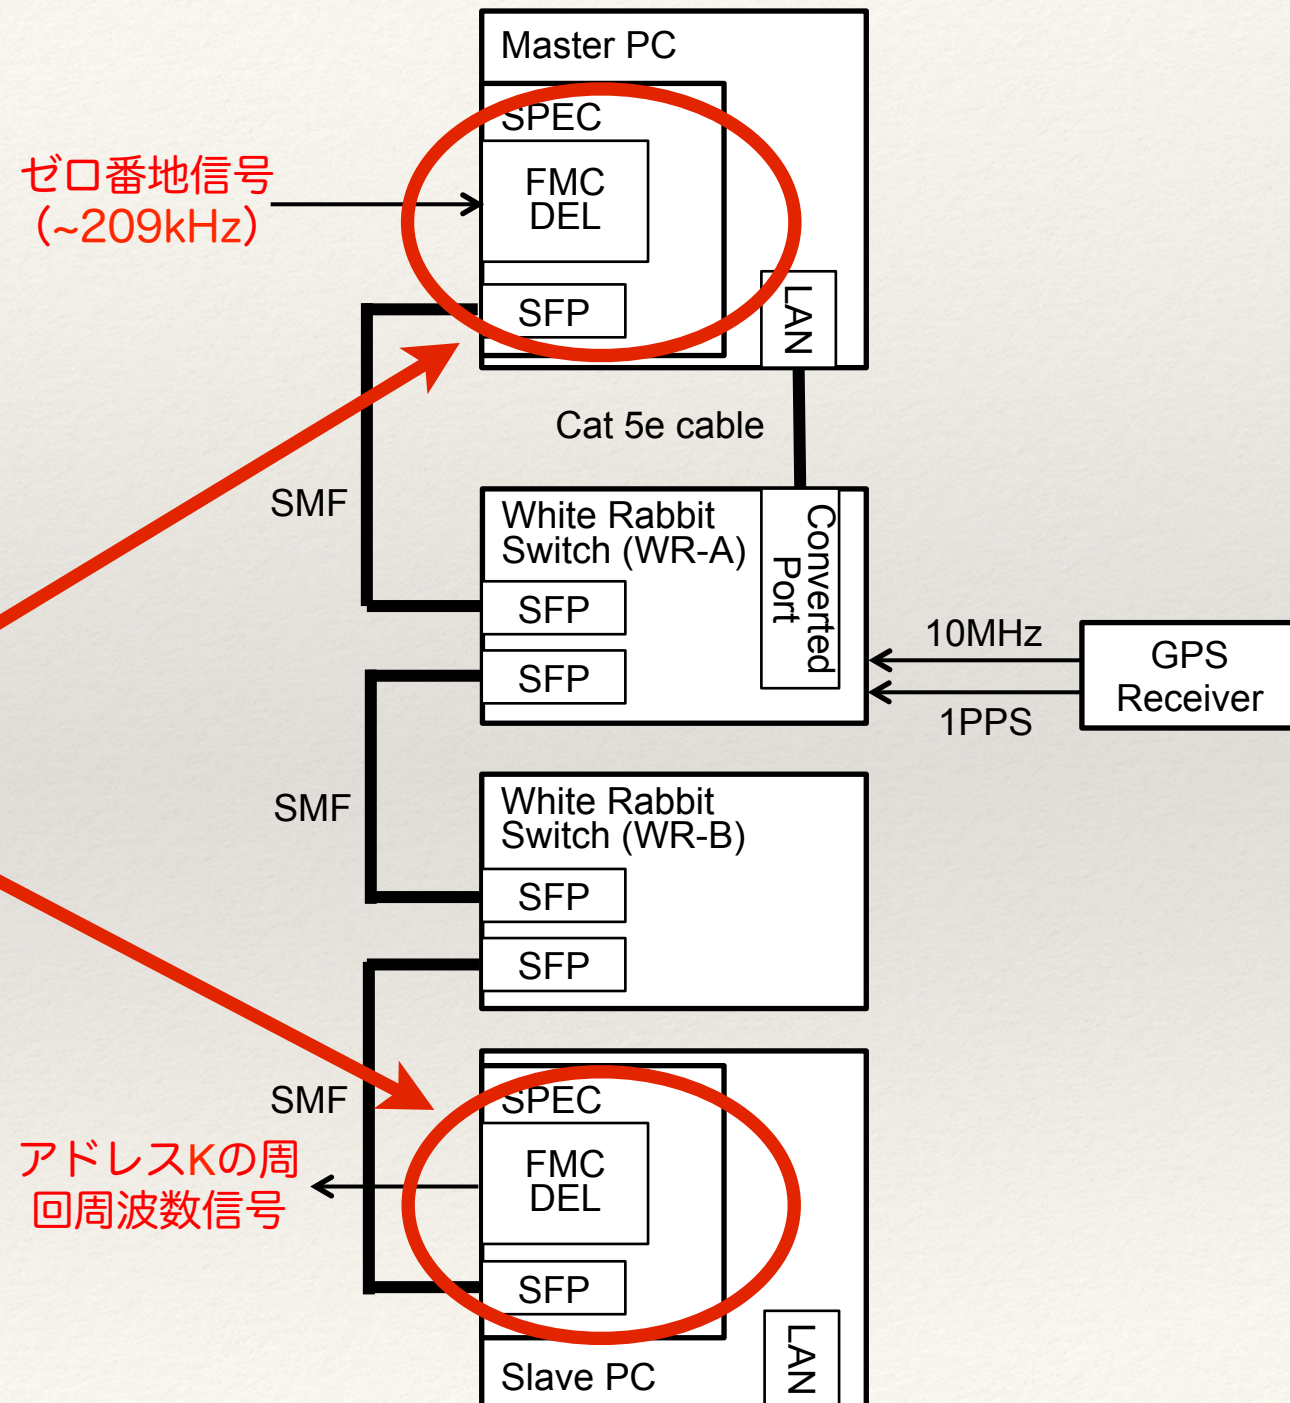 Master PC
SPEC
FMC
DEL
ゼロ番地信号
(~209kHz)
SFP
LAN
Cat 5e cable
SMF
White Rabbit
Switch (WR-A)
Converted
Port
SFP
SFP
10MHz
1PPS
GPS
Receiver
SMF
White Rabbit
Switch (WR-B)
SFP
SFP
SMF
SPEC
FMC
DEL
アドレスKの周
回周波数信号
SFP
LAN
Slave PC